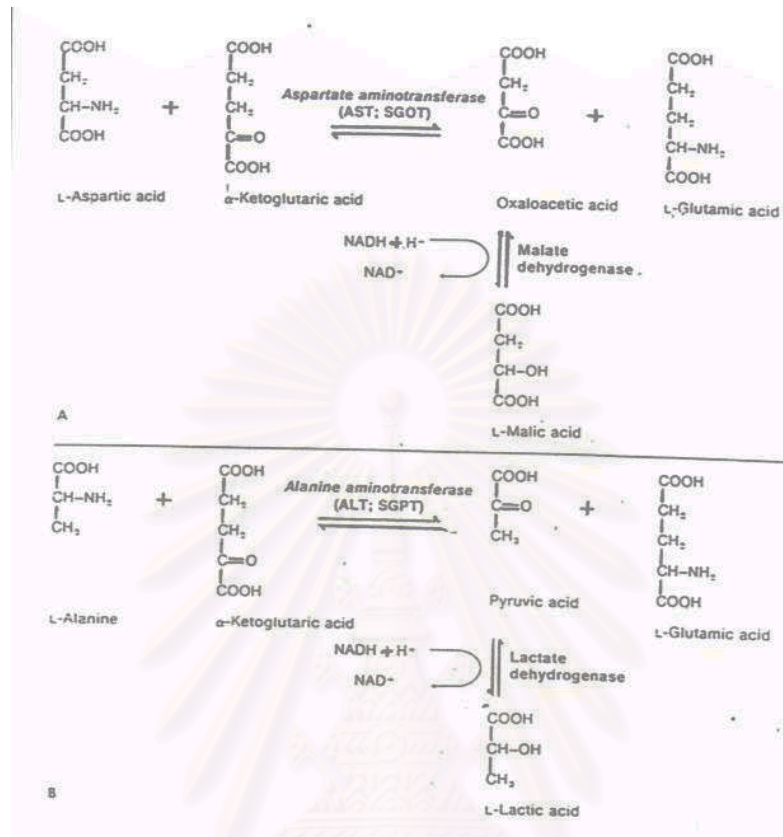 COOH
CH₂
CH–NH₂
COOH
L-Aspartic acid
+
COOH
CH₂
CH₂
C=O
COOH
α-Ketoglutaric acid
Aspartate aminotransferase
(AST; SGOT)
COOH
CH₂
C=O
COOH
Oxaloacetic acid
+
COOH
CH₂
CH₂
CH–NH₂
COOH
L-Glutamic acid
NADH + H-
NAD-
Malate
dehydrogenase
COOH
CH₂
CH–OH
COOH
L-Malic acid
A
COOH
CH–NH₂
CH₃
L-Alanine
+
COOH
CH₂
CH₂
C=O
COOH
α-Ketoglutaric acid
Alanine aminotransferase
(ALT; SGPT)
COOH
C=O
CH₃
Pyruvic acid
+
COOH
CH₂
CH₂
CH–NH₂
COOH
L-Glutamic acid
NADH + H-
NAD-
Lactate
dehydrogenase
COOH
CH–OH
CH₃
L-Lactic acid
B